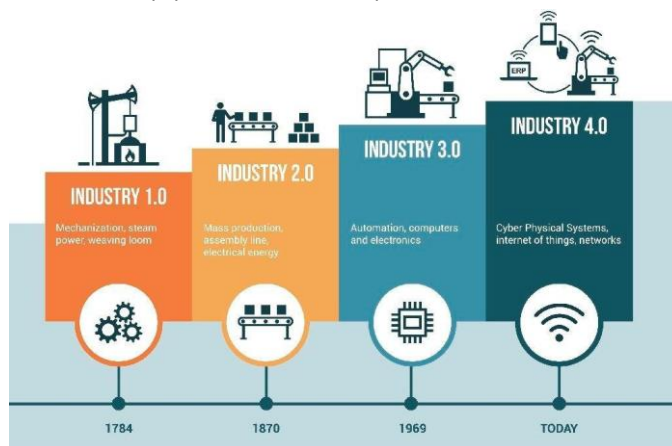 ERP
INDUSTRY 1.0
Mechanization, steam
power, weaving loom
INDUSTRY 2.0
Mass production,
assembly line,
electrical energy
INDUSTRY 3.0
Automation, computers
and electronics
INDUSTRY 4.0
Cyber Physical Systems,
internet of things, networks
1784
1870
1969
TODAY